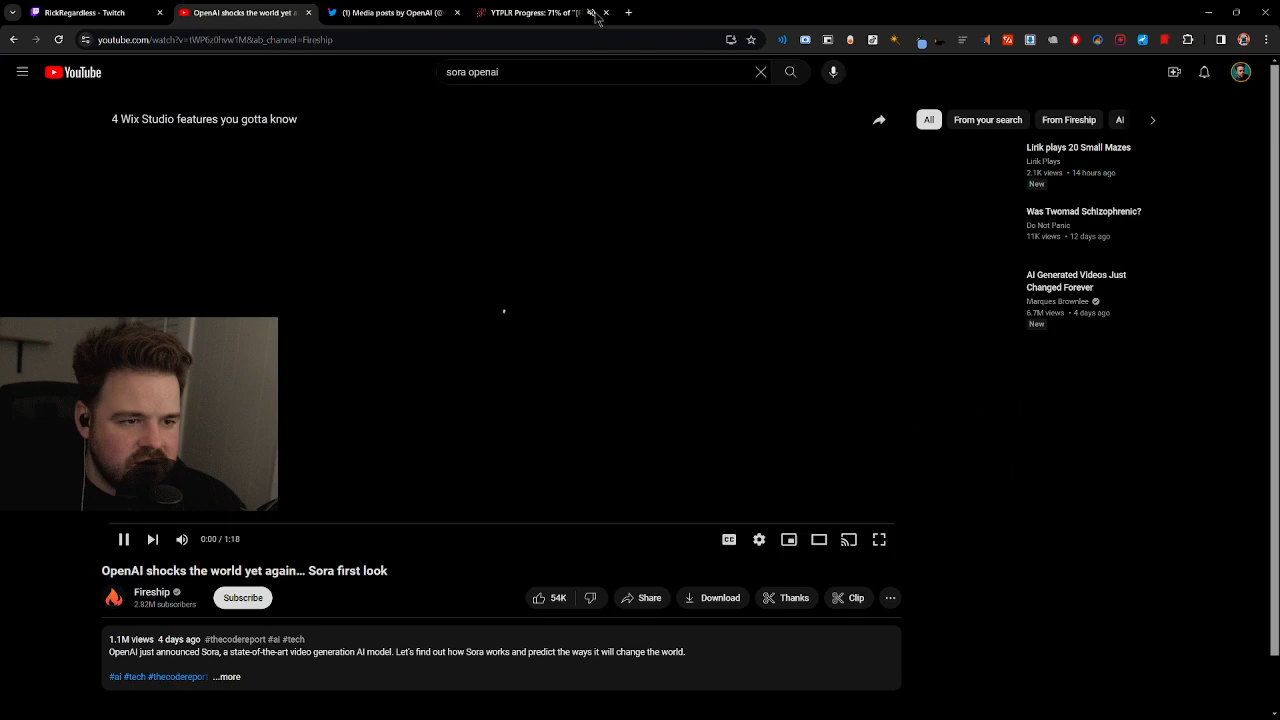 RickRegardless - Twitch
OpenAI shocks the world yet a
(1) Media posts by OpenAI (@
YTPLR Progress: 71% of "[F
youtube.com/watch?v=tWP6z0hvw1M&ab_channel=Fireship
YouTube
sora openai
4 Wix Studio features you gotta know
All
From your search
From Fireship
AI
Lirik plays 20 Small Mazes
Lirik Plays
2.1K views • 14 hours ago
New
Was Twomad Schizophrenic?
Do Not Panic
11K views • 12 days ago
AI Generated Videos Just
Changed Forever
Marques Brownlee
6.7M views • 4 days ago
New
0:00 / 1:18
CC
OpenAI shocks the world yet again… Sora first look
Fireship
2.82M subscribers
Subscribe
54K
Share
Download
Thanks
Clip
1.1M views 4 days ago #thecodereport #ai #tech
OpenAI just announced Sora, a state-of-the-art video generation AI model. Let's find out how Sora works and predict the ways it will change the world.
#ai #tech #thecodereport ...more